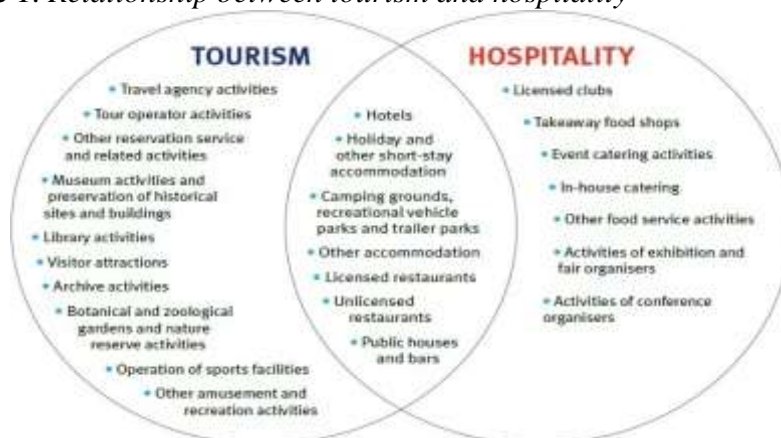 1. Relationship between tourism and hospitality
TOURISM
• Travel agency activities
• Tour operator activities
• Other reservation service
and related activities
• Museum activities and
preservation of historical
sites and buildings
• Library activities
• Visitor attractions
• Archive activities
• Botanical and zoological
gardens and nature
reserve activities
• Operation of sports facilities
• Other amusement and
recreation activities
• Hotels
• Holiday and
other short-stay
accommodation
• Camping grounds,
recreational vehicle
parks and trailer parks
• Other accommodation
• Licensed restaurants
• Unlicensed
restaurants
• Public houses
and bars
HOSPITALITY
• Licensed clubs
• Takeaway food shops
• Event catering activities
• In-house catering
• Other food service activities
• Activities of exhibition and
fair organisers
• Activities of conference
organisers